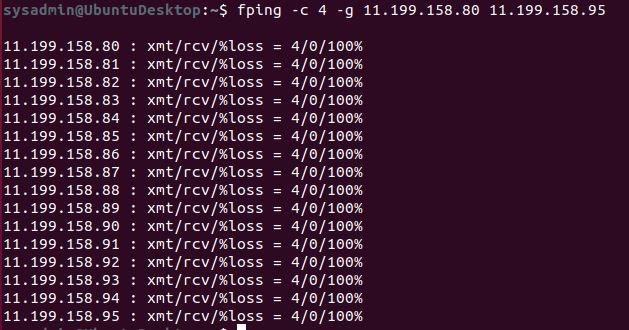 sysadmin@UbuntuDesktop:~$ fping -c 4 -g 11.199.158.80 11.199.158.95
11.199.158.80 : xmt/rcv/%loss = 4/0/100%
11.199.158.81 : xmt/rcv/%loss = 4/0/100%
11.199.158.82 : xmt/rcv/%loss = 4/0/100%
11.199.158.83 : xmt/rcv/%loss = 4/0/100%
11.199.158.84 : xmt/rcv/%loss = 4/0/100%
11.199.158.85 : xmt/rcv/%loss = 4/0/100%
11.199.158.86 : xmt/rcv/%loss = 4/0/100%
11.199.158.87 : xmt/rcv/%loss = 4/0/100%
11.199.158.88 : xmt/rcv/%loss = 4/0/100%
11.199.158.89 : xmt/rcv/%loss = 4/0/100%
11.199.158.90 : xmt/rcv/%loss = 4/0/100%
11.199.158.91 : xmt/rcv/%loss = 4/0/100%
11.199.158.92 : xmt/rcv/%loss = 4/0/100%
11.199.158.93 : xmt/rcv/%loss = 4/0/100%
11.199.158.94 : xmt/rcv/%loss = 4/0/100%
11.199.158.95 : xmt/rcv/%loss = 4/0/100%